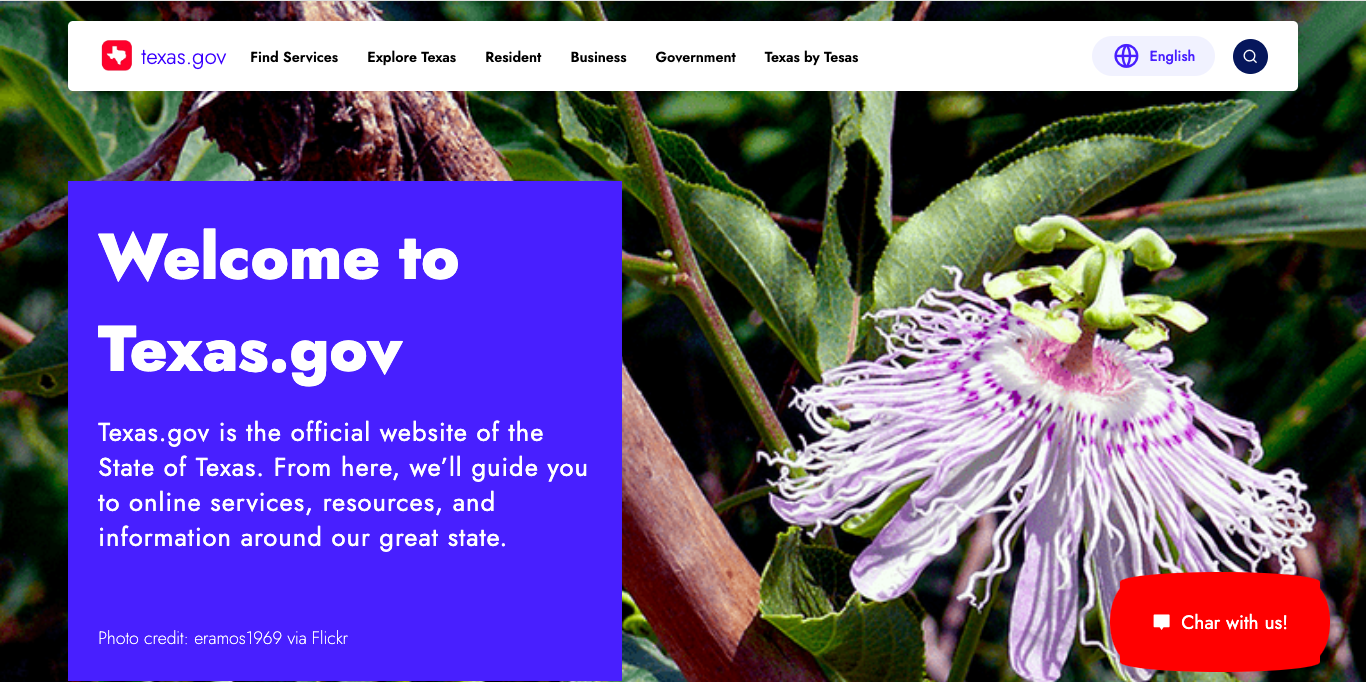 texas.gov Find Services Explore Texas Resident Business Government Texas by Tesas English
Welcome to
Texas.gov
Texas.gov is the official website of the
State of Texas. From here, we’ll guide you
to online services, resources, and
information around our great state.
Photo credit: eramos1969 via Flickr
Char with us!